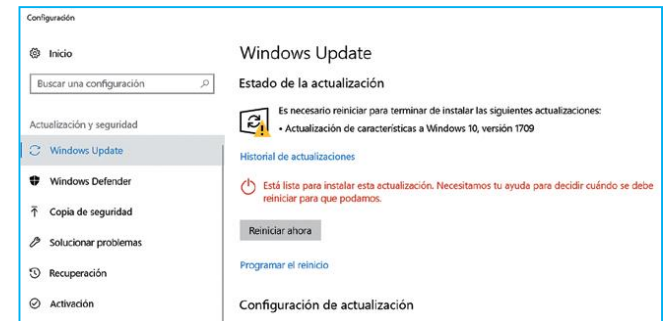 Configuración
Inicio
Buscar una configuración
Actualización y seguridad
Windows Update
Windows Defender
Copia de seguridad
Solucionar problemas
Recuperación
Activación
Windows Update
Estado de la actualización
Es necesario reiniciar para terminar de instalar las siguientes actualizaciones:
• Actualización de características a Windows 10, versión 1709
Historial de actualizaciones
Está lista para instalar esta actualización. Necesitamos tu ayuda para decidir cuándo se debe
reiniciar para que podamos.
Reiniciar ahora
Programar el reinicio
Configuración de actualización